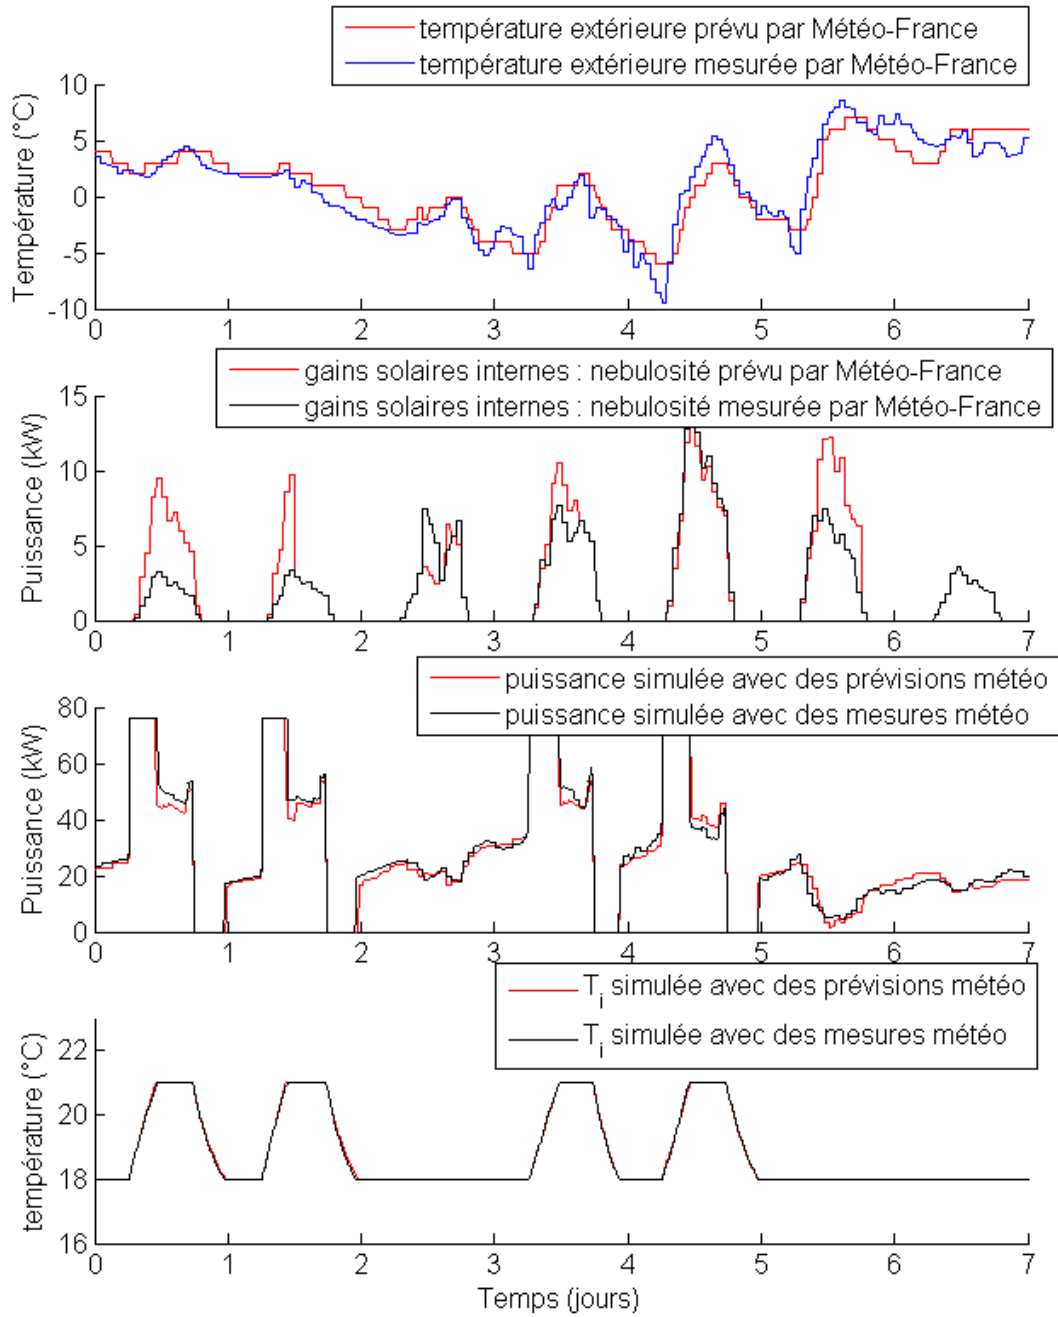 température extérieure prévu par Météo-France
température extérieure mesurée par Météo-France
Température (°C)
10
5
0
-5
-10
0 1 2 3 4 5 6 7
gains solaires internes : nebulosité prévu par Météo-France
gains solaires internes : nebulosité mesurée par Météo-France
Puissance (kW)
15
10
5
0
0 1 2 3 4 5 6 7
puissance simulée avec des prévisions météo
puissance simulée avec des mesures météo
Puissance (kW)
80
60
40
20
0
0 1 2 3 4 5 6 7
Ti simulée avec des prévisions météo
Ti simulée avec des mesures météo
température (°C)
22
20
18
16
0 1 2 3 4 5 6 7
Temps (jours)